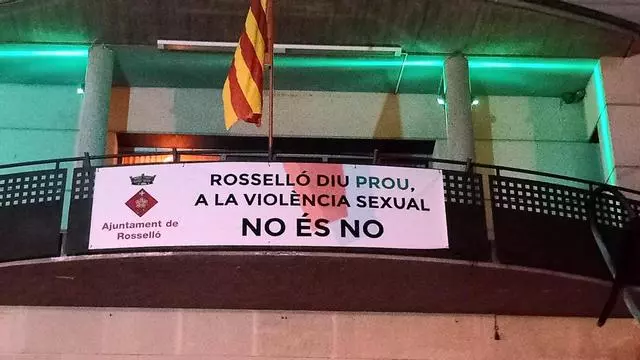 Ajuntament de
Rosselló
ROSSELLÓ DIU PROU,
A LA VIOLÈNCIA SEXUAL
NO ÉS NO